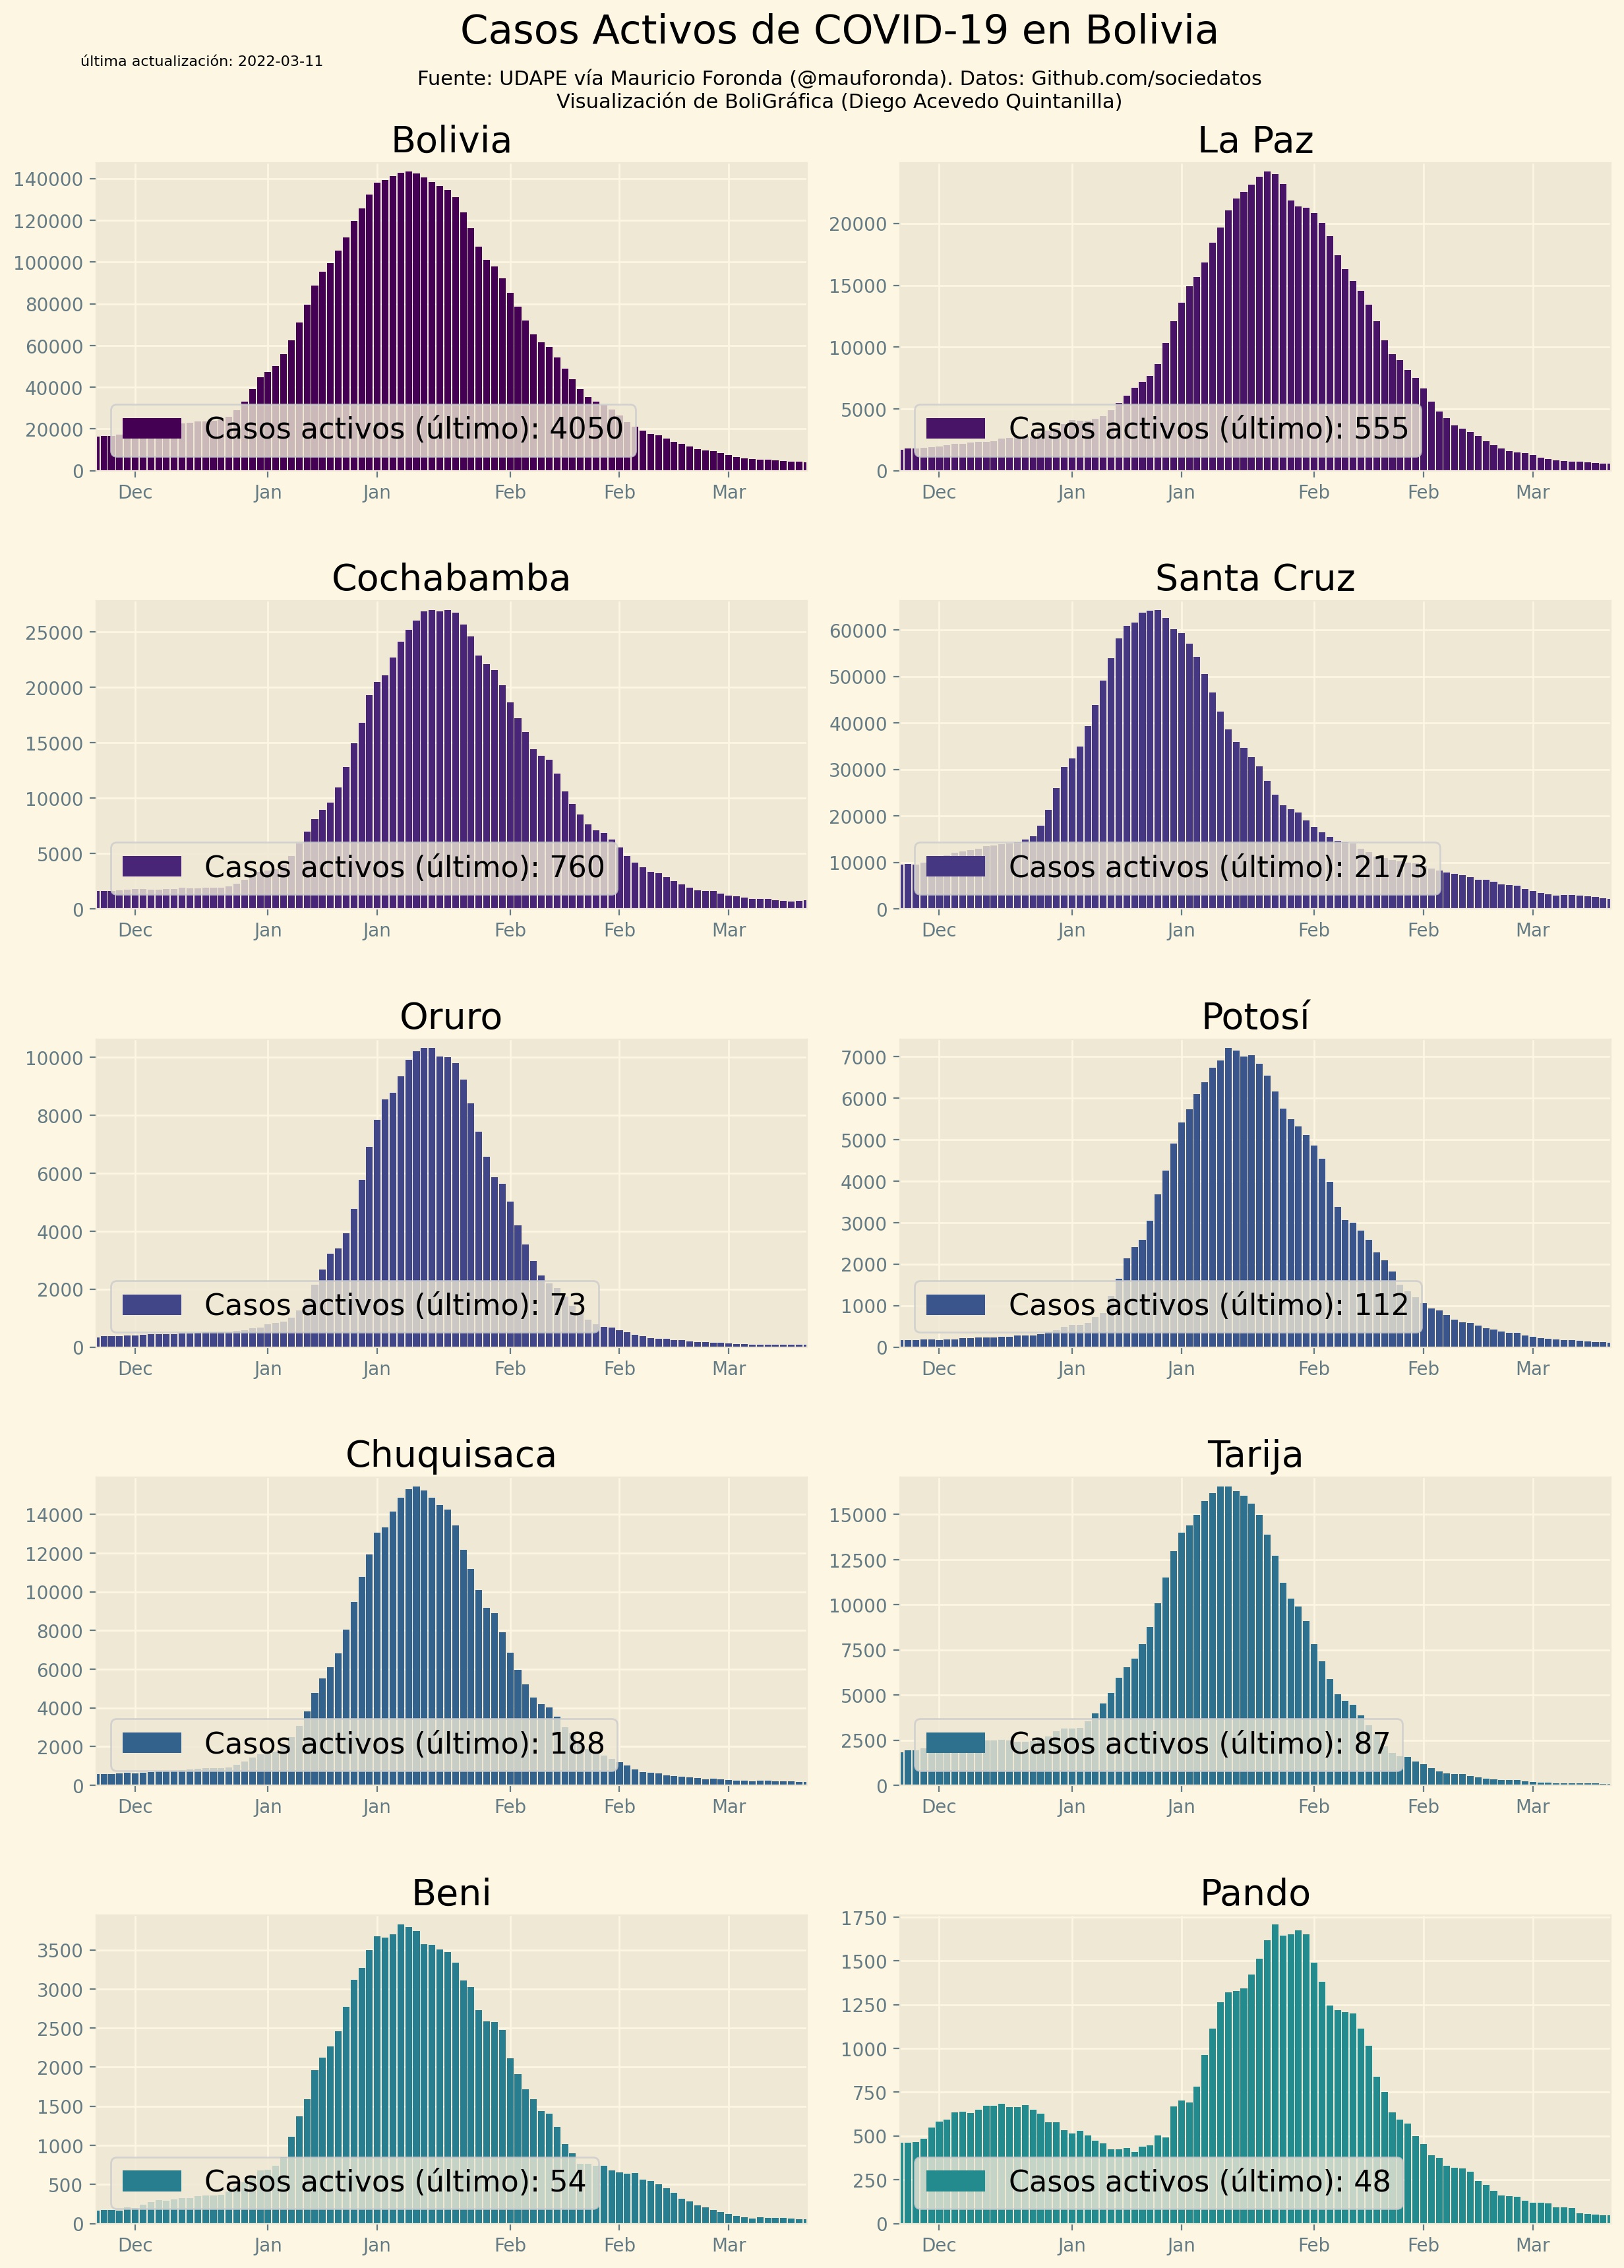 Casos Activos de COVID-19 en Bolivia
última actualización: 2022-03-11
Fuente: UDAPE vía Mauricio Foronda (@mauforonda). Datos: Github.com/sociedatos
Visualización de BoliGráfica (Diego Acevedo Quintanilla)
Bolivia
140000
120000
100000
80000
60000
40000
20000
0
Casos activos (último): 4050
Dec Jan Jan Feb Feb Mar
La Paz
20000
15000
10000
5000
0
Casos activos (último): 555
Dec Jan Jan Feb Feb Mar
Cochabamba
25000
20000
15000
10000
5000
0
Casos activos (último): 760
Dec Jan Jan Feb Feb Mar
Santa Cruz
60000
50000
40000
30000
20000
10000
0
Casos activos (último): 2173
Dec Jan Jan Feb Feb Mar
Oruro
10000
8000
6000
4000
2000
0
Casos activos (último): 73
Dec Jan Jan Feb Feb Mar
Potosí
7000
6000
5000
4000
3000
2000
1000
0
Casos activos (último): 112
Dec Jan Jan Feb Feb Mar
Chuquisaca
14000
12000
10000
8000
6000
4000
2000
0
Casos activos (último): 188
Dec Jan Jan Feb Feb Mar
Tarija
15000
12500
10000
7500
5000
2500
0
Casos activos (último): 87
Dec Jan Jan Feb Feb Mar
Beni
3500
3000
2500
2000
1500
1000
500
0
Casos activos (último): 54
Dec Jan Jan Feb Feb Mar
Pando
1750
1500
1250
1000
750
500
250
0
Casos activos (último): 48
Dec Jan Jan Feb Feb Mar